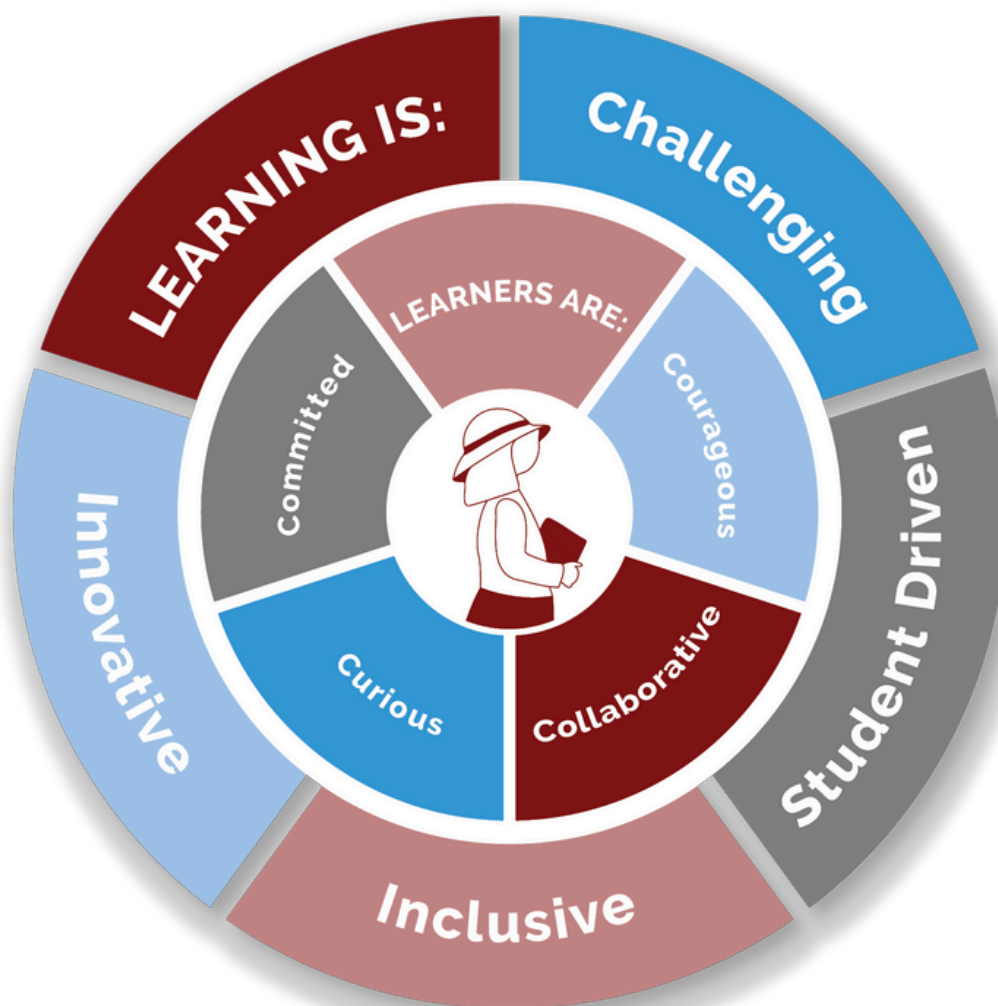 LEARNING IS:
Challenging
Student Driven
Inclusive
Innovative
LEARNERS ARE:
Courageous
Collaborative
Curious
Committed